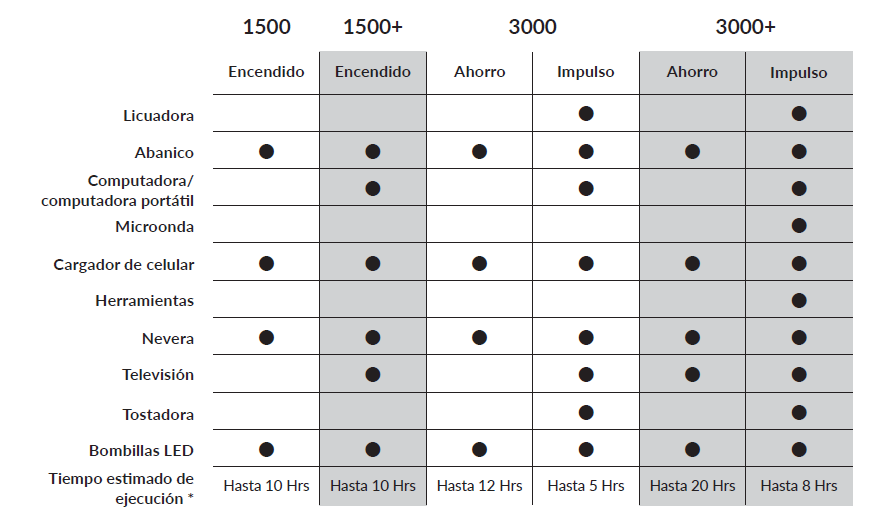 1500 1500+ 3000 3000+
Encendido Encendido Ahorro Impulso Ahorro Impulso
Licuadora
Abanico
Computadora/
computadora portátil
Microonda
Cargador de celular
Herramientas
Nevera
Televisión
Tostadora
Bombillas LED
Tiempo estimado de
ejecución *
Hasta 10 Hrs Hasta 10 Hrs Hasta 12 Hrs Hasta 5 Hrs Hasta 20 Hrs Hasta 8 Hrs